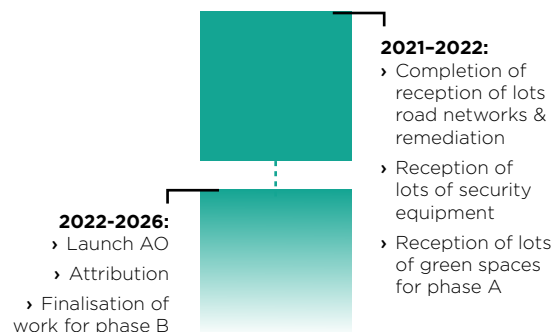 2021–2022:
› Completion of
reception of lots
road networks &
remediation
› Reception of
lots of security
equipment
› Reception of lots
of green spaces
for phase A
2022-2026:
› Launch AO
› Attribution
› Finalisation of
work for phase B